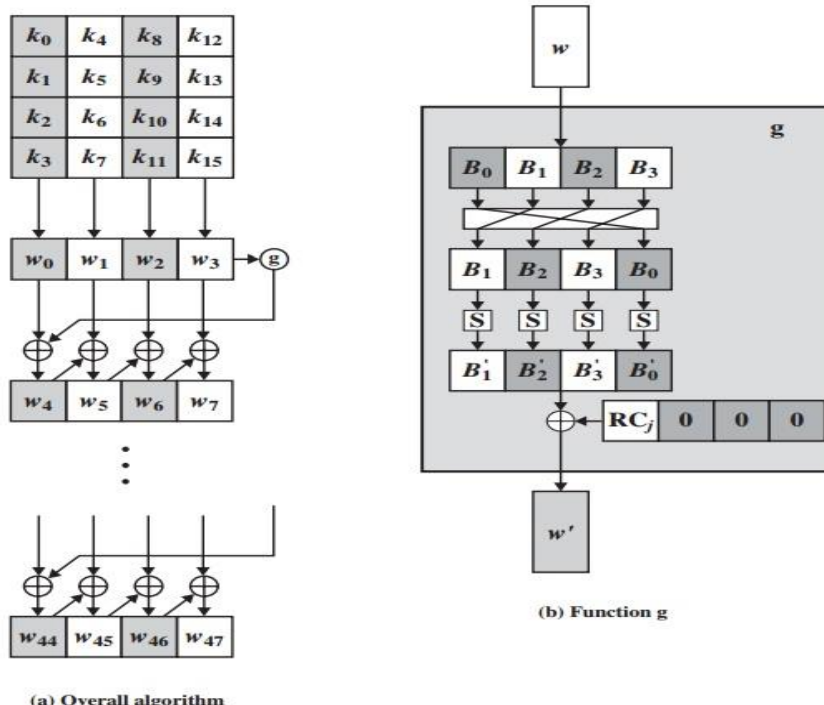 k0 k4 k8 k12
k1 k5 k9 k13
k2 k6 k10 k14
k3 k7 k11 k15
w0 w1 w2 w3 g
w4 w5 w6 w7
w44 w45 w46 w47
(a) Overall algorithm
w
g
B0 B1 B2 B3
B1 B2 B3 B0
S S S S
B'1 B'2 B'3 B'0
RCj 0 0 0
w'
(b) Function g